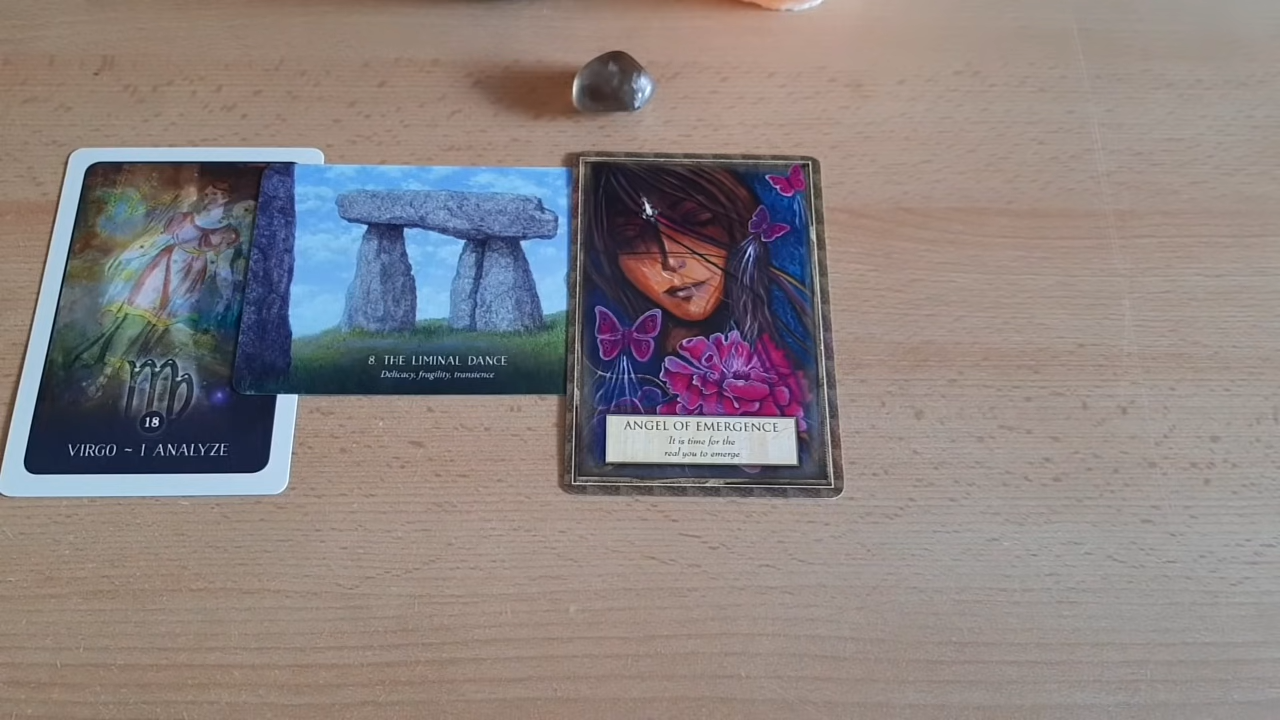 18
VIRGO ~ I ANALYZE
8. THE LIMINAL DANCE
Delicacy, fragility, transience
ANGEL OF EMERGENCE
It is time for the
real you to emerge